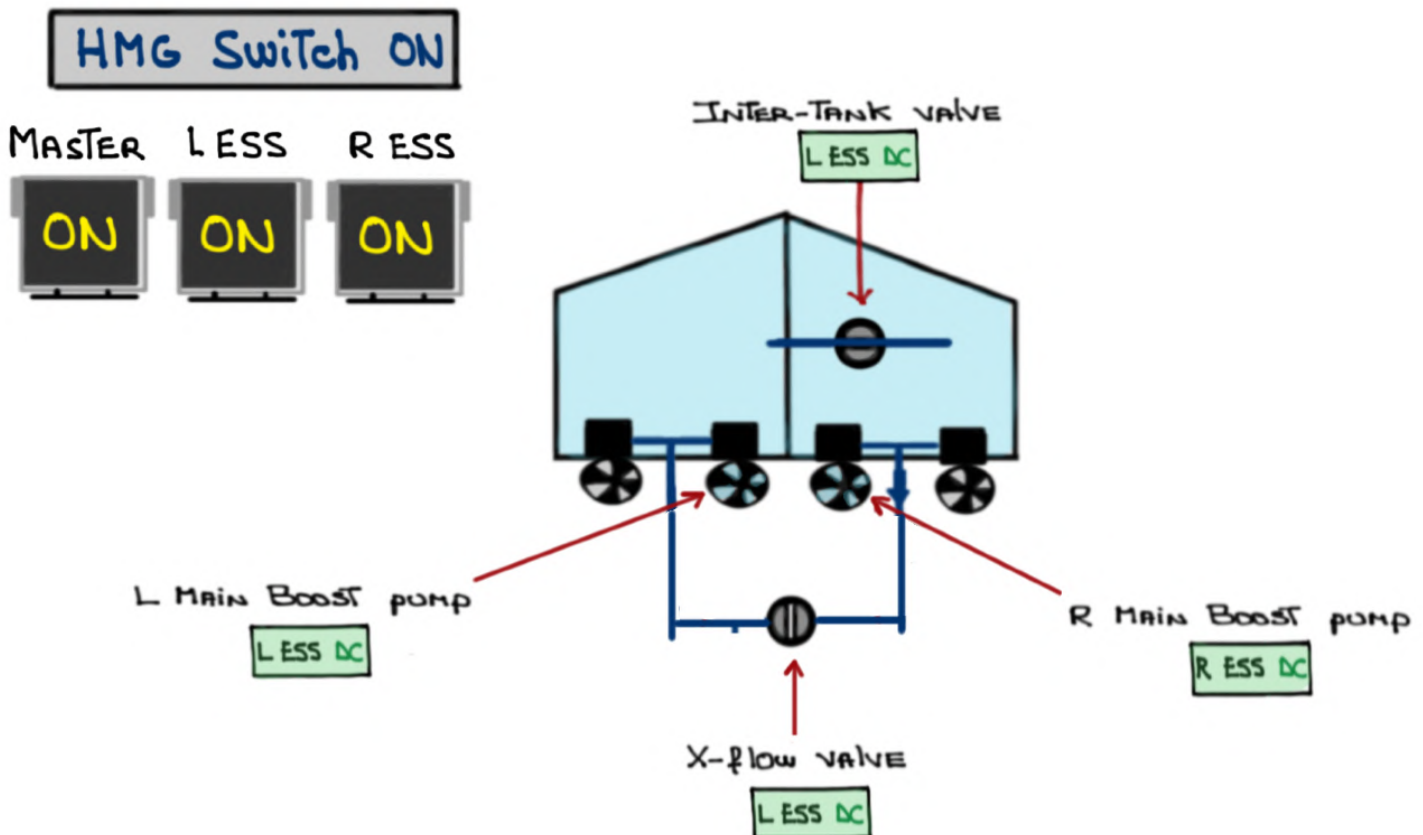 HMG Switch ON
MASTER L ESS R ESS
ON ON ON
INTER-TANK VALVE
L ESS DC
L MAIN BOOST PUMP
L ESS DC
R MAIN BOOST PUMP
R ESS DC
X-flow VALVE
L ESS DC